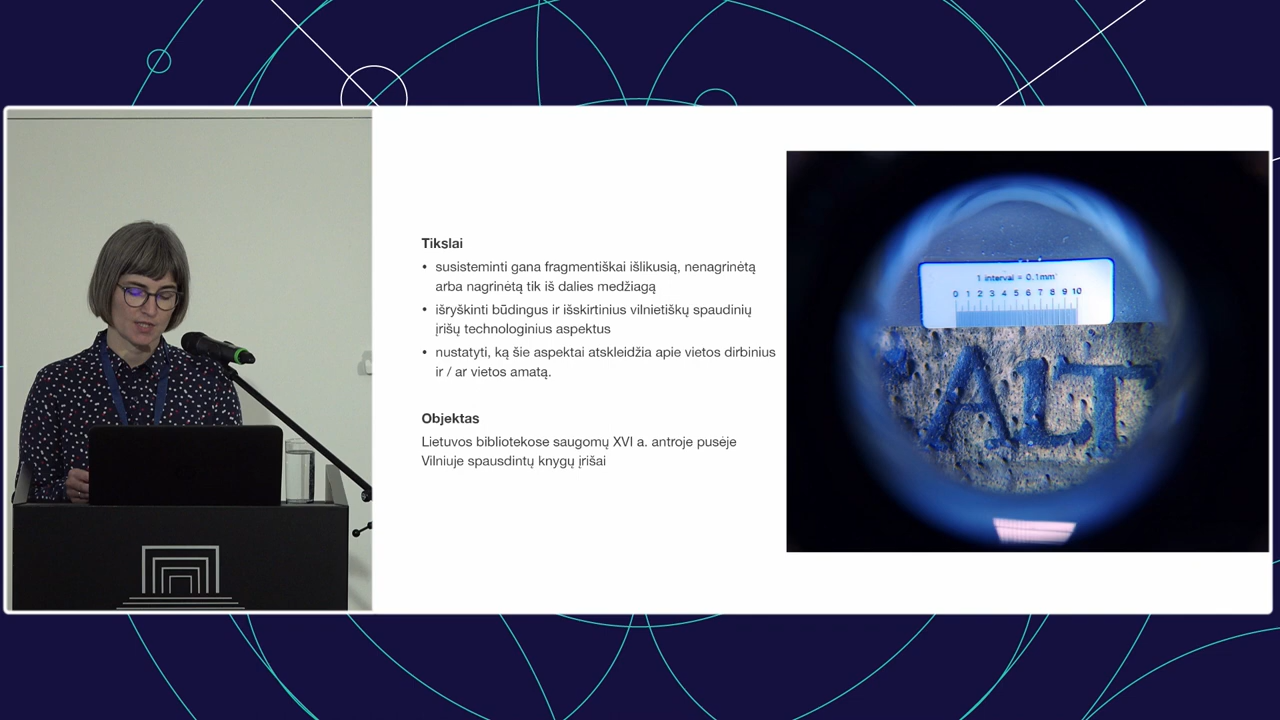 Tikslai
• susisteminti gana fragmentiškai išlikusią, nenagrinėtą
arba nagrinėtą tik iš dalies medžiagą
• išryškinti būdingus ir išskirtinius vilnietiškų spaudinių
įrišų technologinius aspektus
• nustatyti, ką šie aspektai atskleidžia apie vietos dirbinius
ir / ar vietos amatą.
Objektas
Lietuvos bibliotekose saugomų XVI a. antroje pusėje
Vilniuje spausdintų knygų įrišai
1 interval = 0.1mm
0 1 2 3 4 5 6 7 8 9 10
ALT